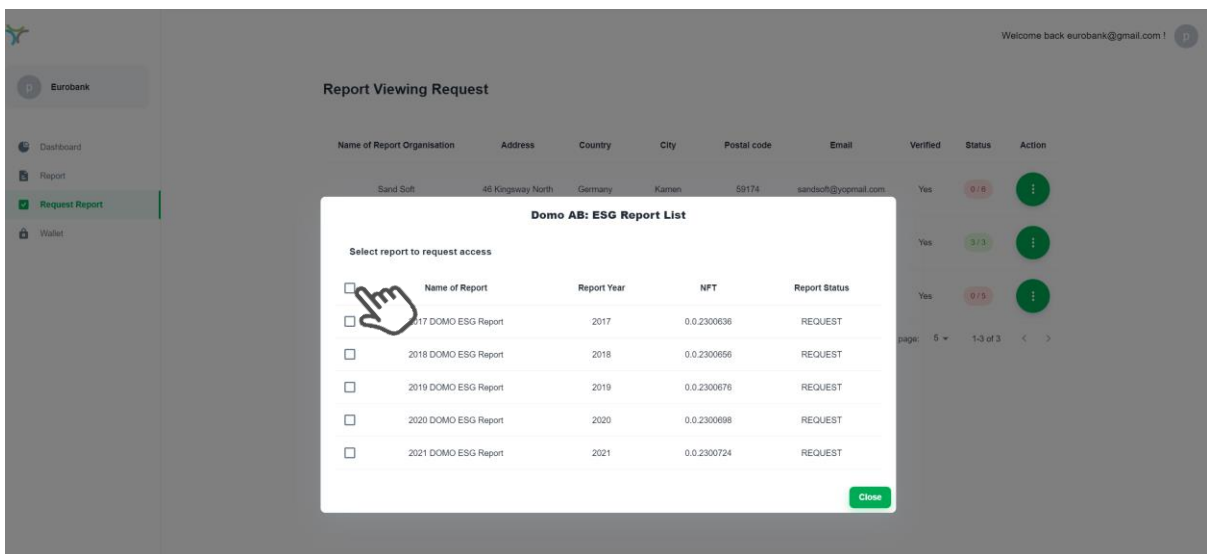 Welcome back eurobank@gmail.com !
p
p
Eurobank
Report Viewing Request
Dashboard
Report
Request Report
Wallet
Name of Report Organisation Address Country City Postal code Email Verified Status Action
Sand Soft 46 Kingsway North Germany Kamen 59174 sandsoft@yopmail.com Yes 0 / 6
Yes 3 / 3
Yes 0 / 5
page: 5 1-3 of 3 < >
Domo AB: ESG Report List
Select report to request access
Name of Report Report Year NFT Report Status
2017 DOMO ESG Report 2017 0.0.2300636 REQUEST
2018 DOMO ESG Report 2018 0.0.2300656 REQUEST
2019 DOMO ESG Report 2019 0.0.2300676 REQUEST
2020 DOMO ESG Report 2020 0.0.2300698 REQUEST
2021 DOMO ESG Report 2021 0.0.2300724 REQUEST
Close